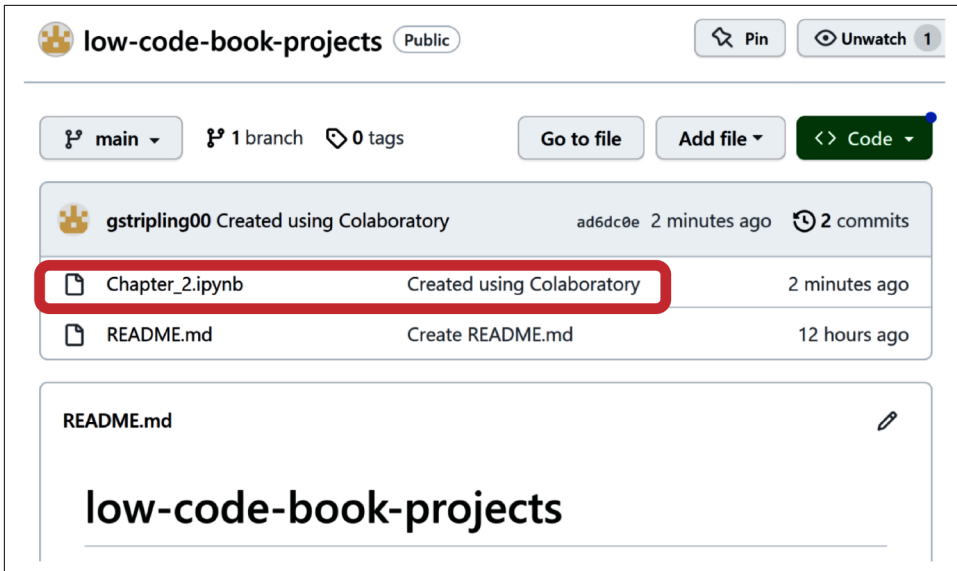 low-code-book-projects Public Pin Unwatch 1
main 1 branch 0 tags Go to file Add file <> Code
gstripling00 Created using Colaboratory ad6dc0e 2 minutes ago 2 commits
Chapter_2.ipynb Created using Colaboratory 2 minutes ago
README.md Create README.md 12 hours ago
README.md
low-code-book-projects